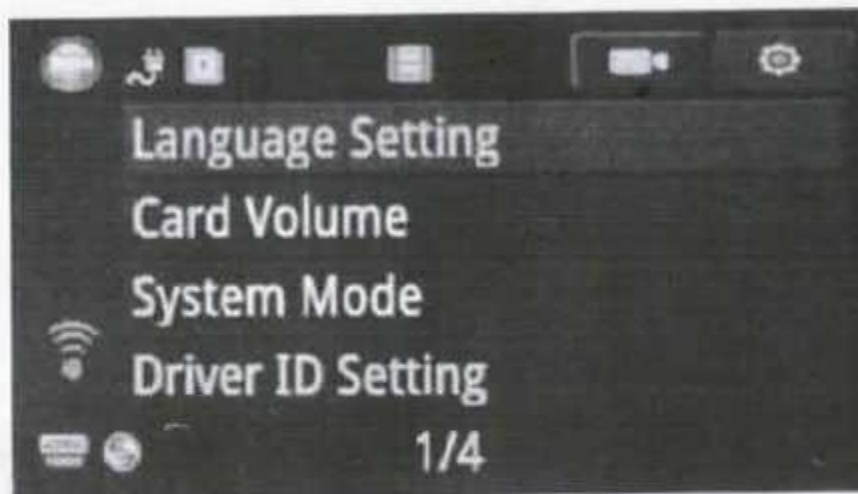 Language Setting
Card Volume
System Mode
Driver ID Setting
1/4